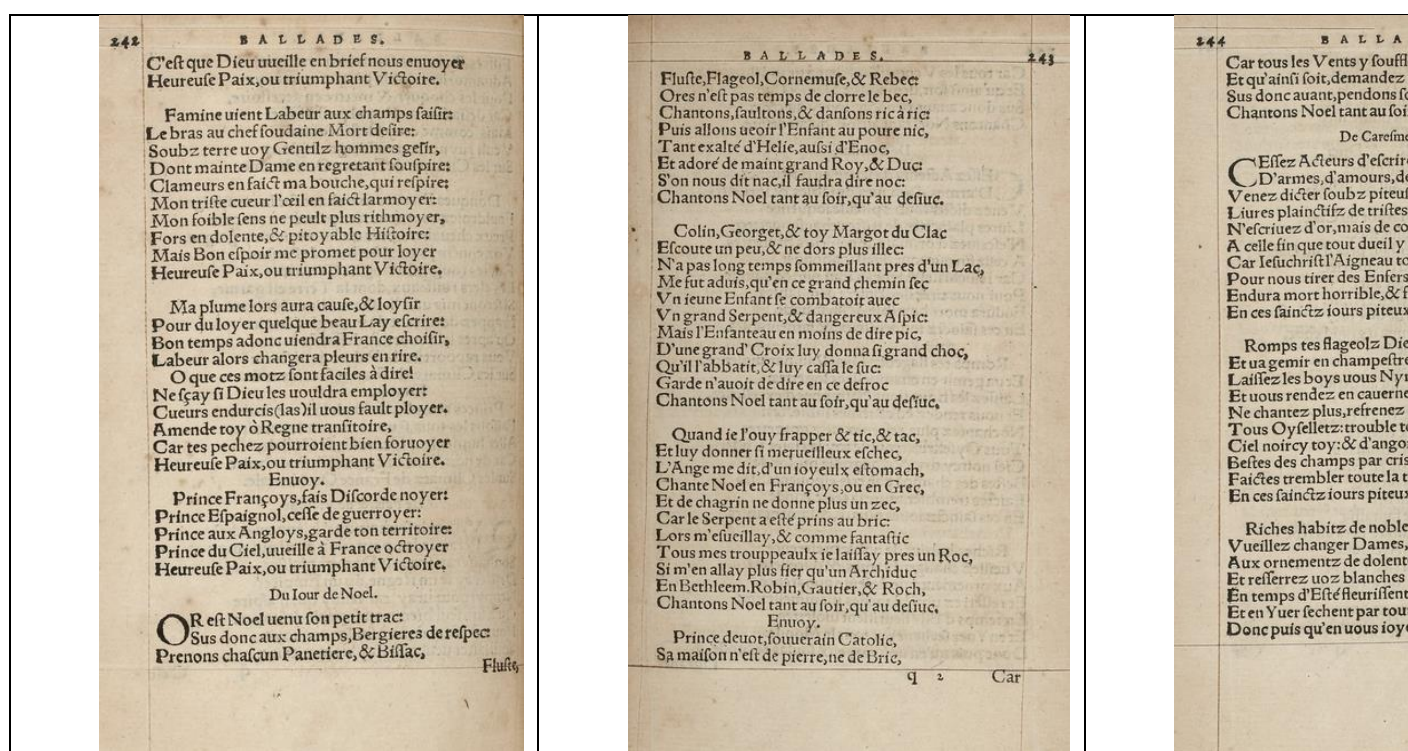 242 BALLADES.
C'eſt que Dieu uueille en brief nous enuoyer
Heureuſe Paix,ou triumphant Victoire.
Famine uient Labeur aux champs ſaiſir:
Le bras au chef ſoudaine Mort deſire:
Soubz terre uoy Gentilz hommes geſir,
Dont mainte Dame en regretant ſouſpire:
Clameurs en faict ma bouche,qui reſpire:
Mon triſte cueur l'œil en faict larmoyer:
Mon foible ſens ne peult plus rithmoyer,
Fors en dolente,& pitoyable Hiſtoire:
Mais Bon eſpoir me promet pour loyer
Heureuſe Paix,ou triumphant Victoire.
Ma plume lors aura cauſe,& loyſir
Pour du loyer quelque beau Lay eſcrire:
Bon temps adonc uiendra France choiſir,
Labeur alors changera pleurs en rire.
O que ces motz ſont faciles à dire!
Ne ſçay ſi Dieu les uouldra employer:
Cueurs endurcis(las)il uous fault ployer.
Amende toy ò Regne tranſitoire,
Car tes pechez pourroient bien foruoyer
Heureuſe Paix,ou triumphant Victoire.
Enuoy.
Prince Françoys,fais Diſcorde noyer:
Prince Eſpaignol,ceſſe de guerroyer:
Prince aux Angloys,garde ton territoire:
Prince du Ciel,uueille à France octroyer
Heureuſe Paix,ou triumphant Victoire.
Du Iour de Noel.
OR eſt Noel uenu ſon petit trac:
Sus donc aux champs,Bergieres de reſpec:
Prenons chaſcun Panetiere,& Biſſac,
Fluſte,
BALLADES. 243
Fluſte,Flageol,Cornemuſe,& Rebec:
Ores n'eſt pas temps de clorre le bec,
Chantons,ſaultons,& danſons ric à ric:
Puis allons ueoir l'Enfant au poure nic,
Tant exalté d'Helie,auſsi d'Enoc,
Et adoré de maint grand Roy,& Duc:
S'on nous dit nac,il faudra dire noc:
Chantons Noel tant au ſoir,qu'au deſiuc.
Colin,Georget,& toy Margot du Clac
Eſcoute un peu,& ne dors plus illec:
N'a pas long temps ſommeillant pres d'un Lac,
Me fut aduis,qu'en ce grand chemin ſec
Vn ieune Enfant ſe combatoit auec
Vn grand Serpent,& dangereux Aſpic:
Mais l'Enfanteau en moins de dire pic,
D'une grand' Croix luy donna ſi grand choc,
Qu'il l'abbatit,& luy caſſa le ſuc:
Garde n'auoit de dire en ce defroc
Chantons Noel tant au ſoir,qu'au deſiuc.
Quand ie l'ouy frapper & tic,& tac,
Et luy donner ſi merueilleux eſchec,
L'Ange me dit,d'un ioyeulx eſtomach,
Chante Noel en Françoys,ou en Grec,
Et de chagrin ne donne plus un zec,
Car le Serpent a eſté prins au bric:
Lors m'eſueillay,& comme fantaſtic
Tous mes trouppeaulx ie laiſſay pres un Roc,
Si m'en allay plus fier qu'un Archiduc
En Bethleem.Robin,Gautier,& Roch,
Chantons Noel tant au ſoir,qu'au deſiuc.
Enuoy.
Prince deuot,ſouuerain Catolic,
Sa maiſon n'eſt de pierre,ne de Bric,
q 2 Car
244 BALLA
Car tous les Vents y ſouffl
Et qu'ainſi ſoit,demandez
Sus donc auant,pendons ſo
Chantons Noel tant au ſoi
De Careſme
CEſſez Acteurs d'eſcrire
D'armes,d'amours,de
Venez dicter ſoubz piteuſ
Liures plainctifz de triſtes
N'eſcriuez d'or,mais de co
A celle fin que tout dueil y
Car Ieſuchriſt l'Aigneau to
Pour nous tirer des Enfers
Endura mort horrible,& f
En ces ſainctz iours piteux
Romps tes flageolz Die
Et ua gemir en champeſtre
Laiſſez les boys uous Nym
Et uous rendez en cauerne
Ne chantez plus,refrenez
Tous Oyſelletz:trouble te
Ciel noircy toy:& d'angoi
Beſtes des champs par cris
Faictes trembler toute la t
En ces ſainctz iours piteux
Riches habitz de noble
Vueillez changer Dames,
Aux ornementz de dolent
Et reſſerrez uoz blanches
En temps d'Eſté fleuriſſent
Et en Yuer ſechent par tou
Donc puis qu'en uous ioye